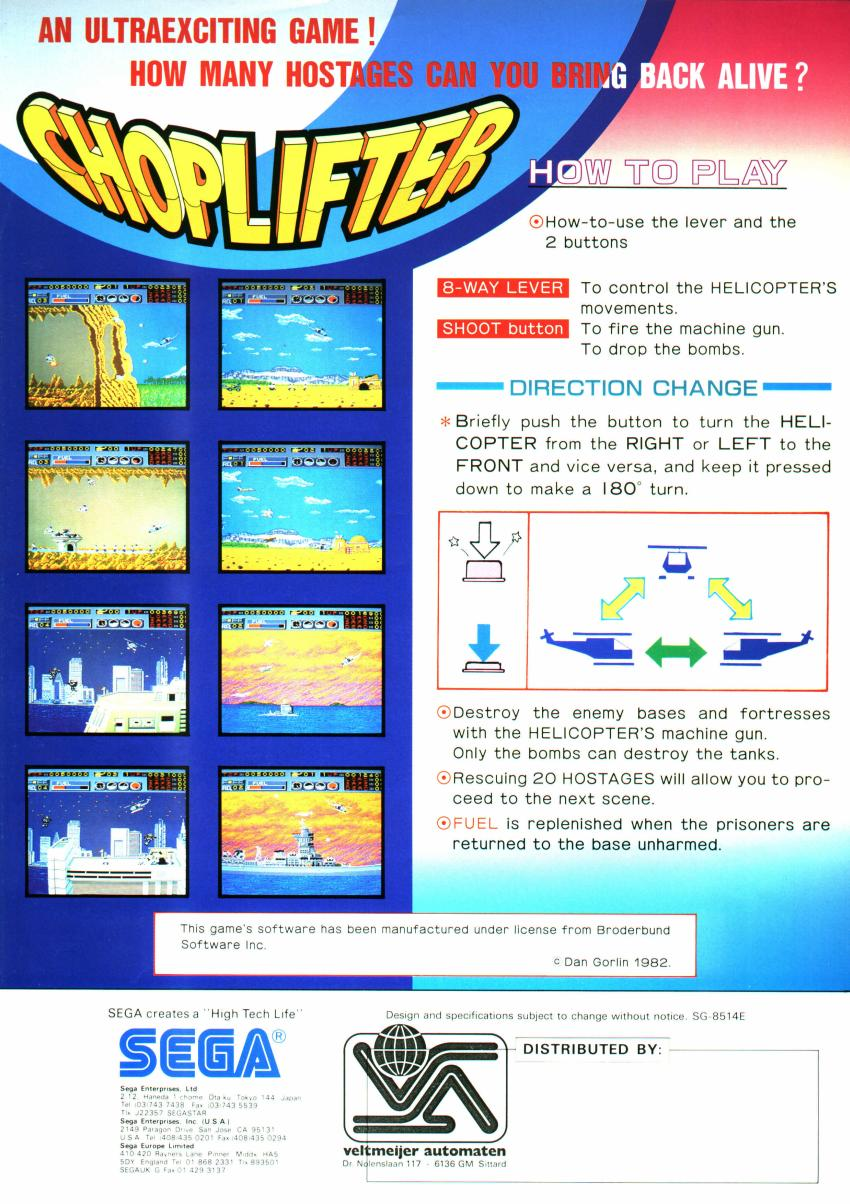 AN ULTRAEXCITING GAME !
HOW MANY HOSTAGES CAN YOU BRING BACK ALIVE ?
CHOPLIFTER
HOW TO PLAY
How-to-use the lever and the
2 buttons
8-WAY LEVER To control the HELICOPTER'S
movements.
SHOOT button To fire the machine gun.
To drop the bombs.
DIRECTION CHANGE
* Briefly push the button to turn the HELI-
COPTER from the RIGHT or LEFT to the
FRONT and vice versa, and keep it pressed
down to make a 180° turn.
Destroy the enemy bases and fortresses
with the HELICOPTER'S machine gun.
Only the bombs can destroy the tanks.
Rescuing 20 HOSTAGES will allow you to pro-
ceed to the next scene.
FUEL is replenished when the prisoners are
returned to the base unharmed.
This game's software has been manufactured under license from Broderbund
Software Inc.
© Dan Gorlin 1982.
SEGA creates a "High Tech Life"
SEGA®
Sega Enterprises, Ltd
2 12, Haneda 1 chome, Ota ku, Tokyo 144, Japan
Tel (03)743 7438 Fax (03)743 5539
Tlx J22357 SEGASTAR
Sega Enterprises, Inc. (U S A)
2149 Paragon Drive, San Jose, CA 95131
U S A Tel (408)435 0201 Fax (408)435 0294
Sega Europe Limited
410 420 Rayners Lane, Pinner, Middx, HA5
5DY, England Tel 01 868 2331 Tlx 893501
SEGAUK G Fax 01 429 3137
Design and specifications subject to change without notice. SG-8514E
DISTRIBUTED BY:
veltmeijer automaten
Dr Nolenslaan 117 - 6136 GM Sittard